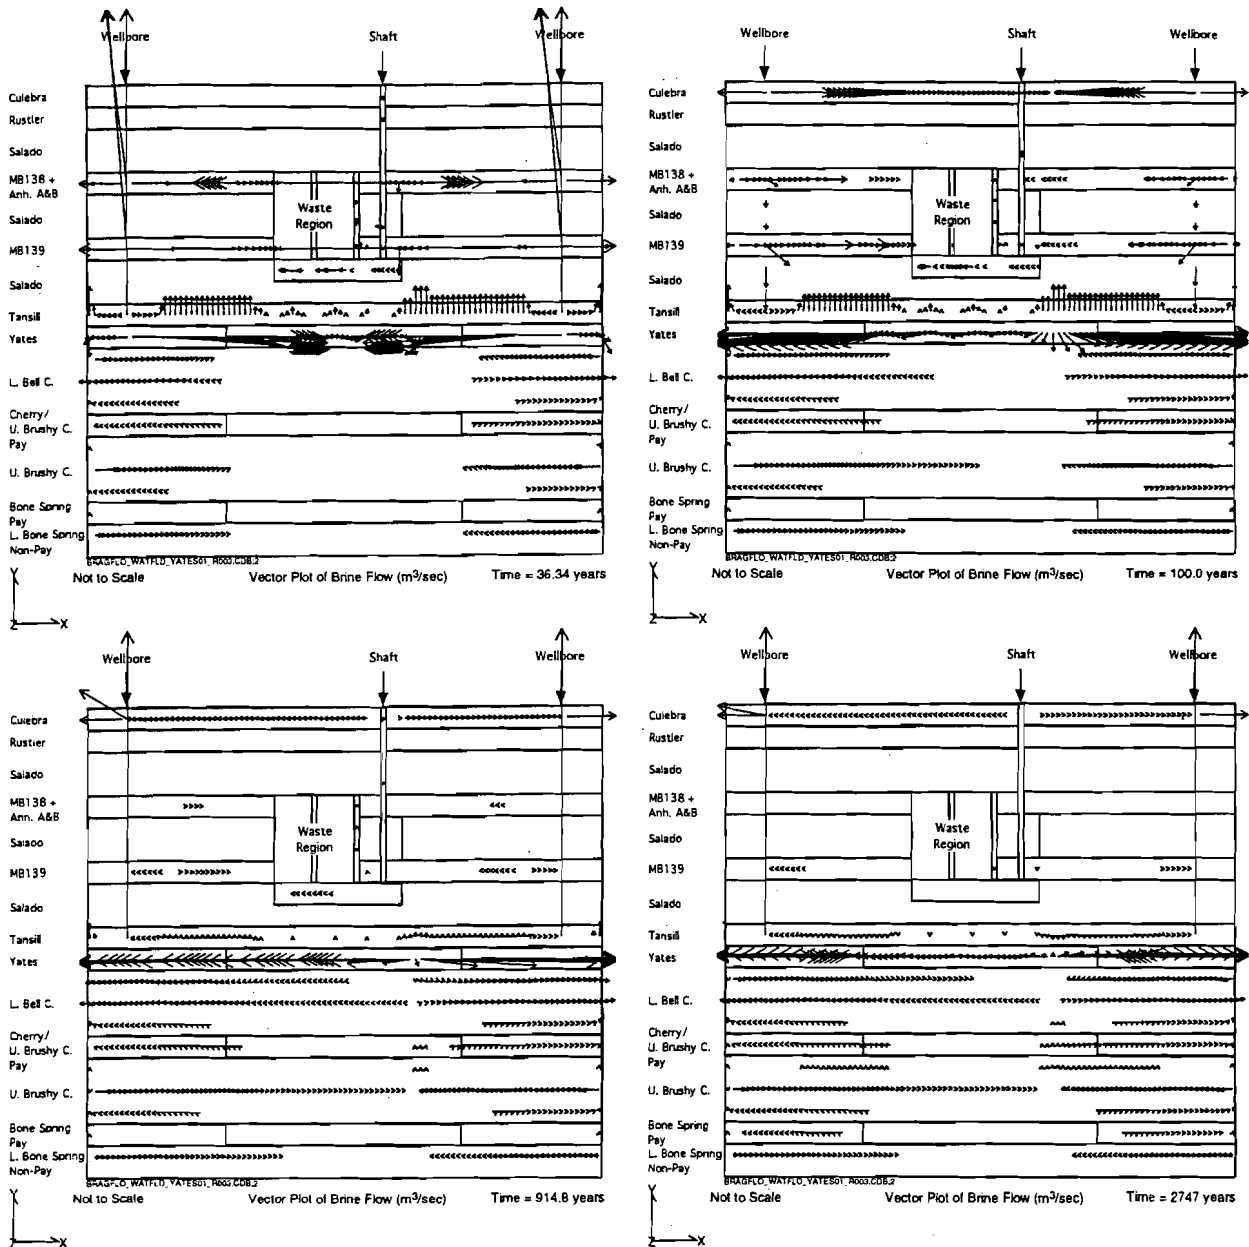 Wellbore Shaft Wellbore
Culebra
Rustler
Salado
MB138 +
Anh. A&B
Waste
Region
Salado
MB139
Salado
Tansill
Yates
L. Bell C.
Cherry/
U. Brushy C.
Pay
U. Brushy C.
Bone Spring
Pay
L. Bone Spring
Non-Pay
BRAGFLO_WATFLD_YATES01_R003.CDB;2
Not to Scale Vector Plot of Brine Flow (m³/sec) Time = 36.34 years
Y
Z X
Wellbore Shaft Wellbore
Culebra
Rustler
Salado
MB138 +
Anh. A&B
Waste
Region
Salado
MB139
Salado
Tansill
Yates
L. Bell C.
Cherry/
U. Brushy C.
Pay
U. Brushy C.
Bone Spring
Pay
L. Bone Spring
Non-Pay
BRAGFLO_WATFLD_YATES01_R003.CDB;2
Not to Scale Vector Plot of Brine Flow (m³/sec) Time = 100.0 years
Y
Z X
Wellbore Shaft Wellbore
Culebra
Rustler
Salado
MB138 +
Anh. A&B
Waste
Region
Salado
MB139
Salado
Tansill
Yates
L. Bell C.
Cherry/
U. Brushy C.
Pay
U. Brushy C.
Bone Spring
Pay
L. Bone Spring
Non-Pay
BRAGFLO_WATFLD_YATES01_R003.CDB;2
Not to Scale Vector Plot of Brine Flow (m³/sec) Time = 914.8 years
Y
Z X
Wellbore Shaft Wellbore
Culebra
Rustler
Salado
MB138 +
Anh. A&B
Waste
Region
Salado
MB139
Salado
Tansill
Yates
L. Bell C.
Cherry/
U. Brushy C.
Pay
U. Brushy C.
Bone Spring
Pay
L. Bone Spring
Non-Pay
BRAGFLO_WATFLD_YATES01_R003.CDB;2
Not to Scale Vector Plot of Brine Flow (m³/sec) Time = 2747 years
Y
Z X